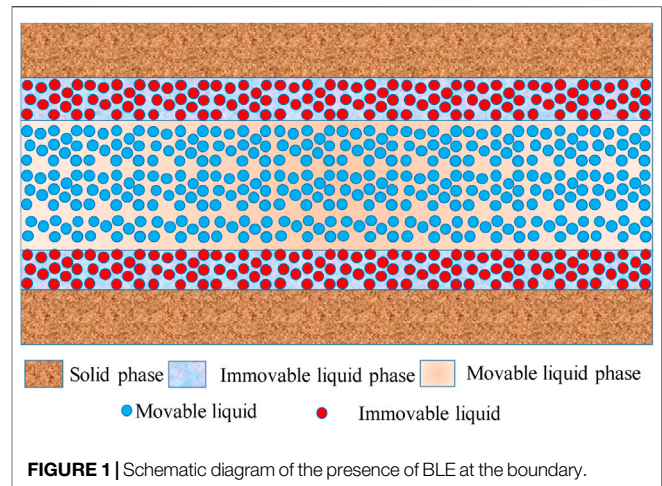 Solid phase Immovable liquid phase Movable liquid phase
Movable liquid Immovable liquid
FIGURE 1 | Schematic diagram of the presence of BLE at the boundary.